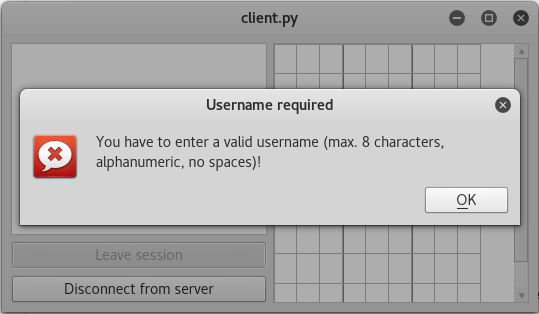 client.py
Username required
You have to enter a valid username (max. 8 characters,
alphanumeric, no spaces)!
OK
Leave session
Disconnect from server